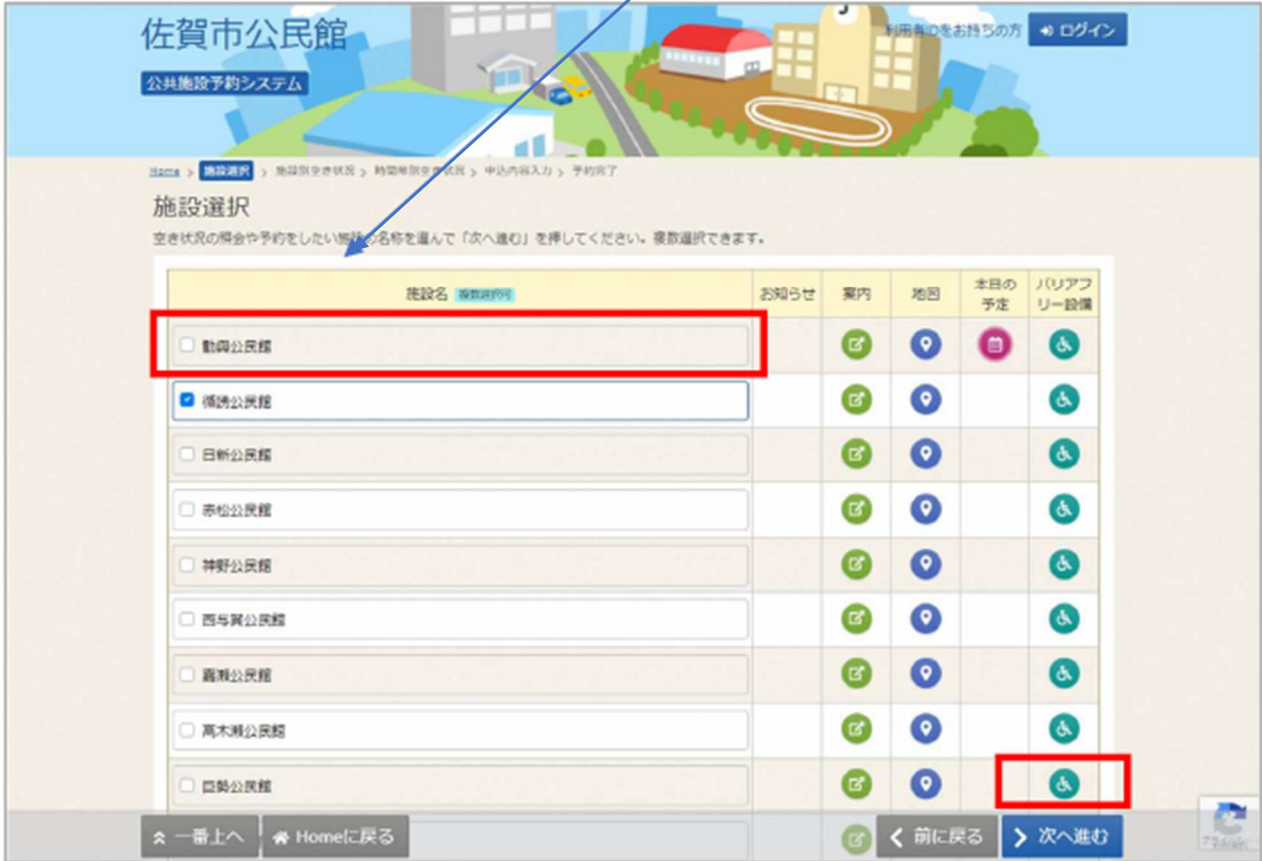 佐賀市公民館
利用者IDをお持ちの方
ログイン
公共施設予約システム
Home > 施設選択 > 施設別空き状況 > 時間帯別空き状況 > 申込内容入力 > 予約完了
施設選択
空き状況の照会や予約をしたい施設の名称を選んで「次へ進む」を押してください。複数選択できます。
施設名 複数選択可 お知らせ 案内 地図 本日の予定 バリアフリー設備
勧興公民館
循誘公民館
日新公民館
赤松公民館
神野公民館
西与賀公民館
嘉瀬公民館
高木瀬公民館
巨勢公民館
一番上へ Homeに戻る 前に戻る 次へ進む